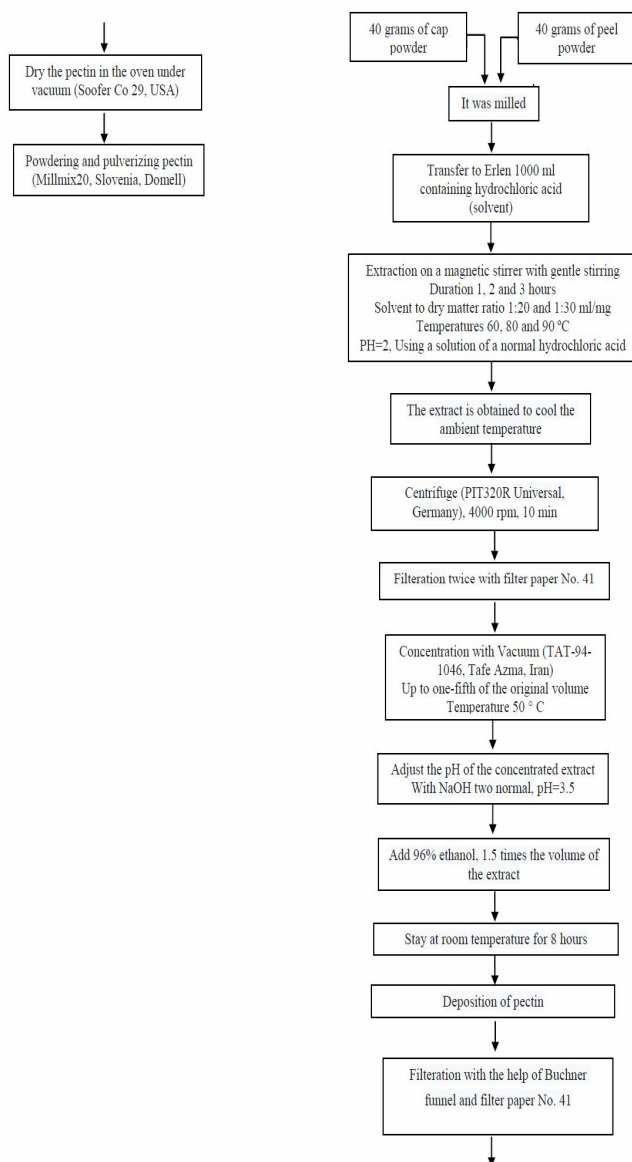 40 grams of cap
powder
40 grams of peel
powder
It was milled
Transfer to Erlen 1000 ml
containing hydrochloric acid
(solvent)
Extraction on a magnetic stirrer with gentle stirring
Duration 1, 2 and 3 hours
Solvent to dry matter ratio 1:20 and 1:30 ml/mg
Temperatures 60, 80 and 90 ºC
PH=2, Using a solution of a normal hydrochloric acid
The extract is obtained to cool the
ambient temperature
Centrifuge (PIT320R Universal,
Germany), 4000 rpm, 10 min
Filteration twice with filter paper No. 41
Concentration with Vacuum (TAT-94-
1046, Tafe Azma, Iran)
Up to one-fifth of the original volume
Temperature 50 ° C
Adjust the pH of the concentrated extract
With NaOH two normal, pH=3.5
Add 96% ethanol, 1.5 times the volume of
the extract
Stay at room temperature for 8 hours
Deposition of pectin
Filteration with the help of Buchner
funnel and filter paper No. 41
Dry the pectin in the oven under
vacuum (Soofer Co 29, USA)
Powdering and pulverizing pectin
(Millmix20, Slovenia, Domell)